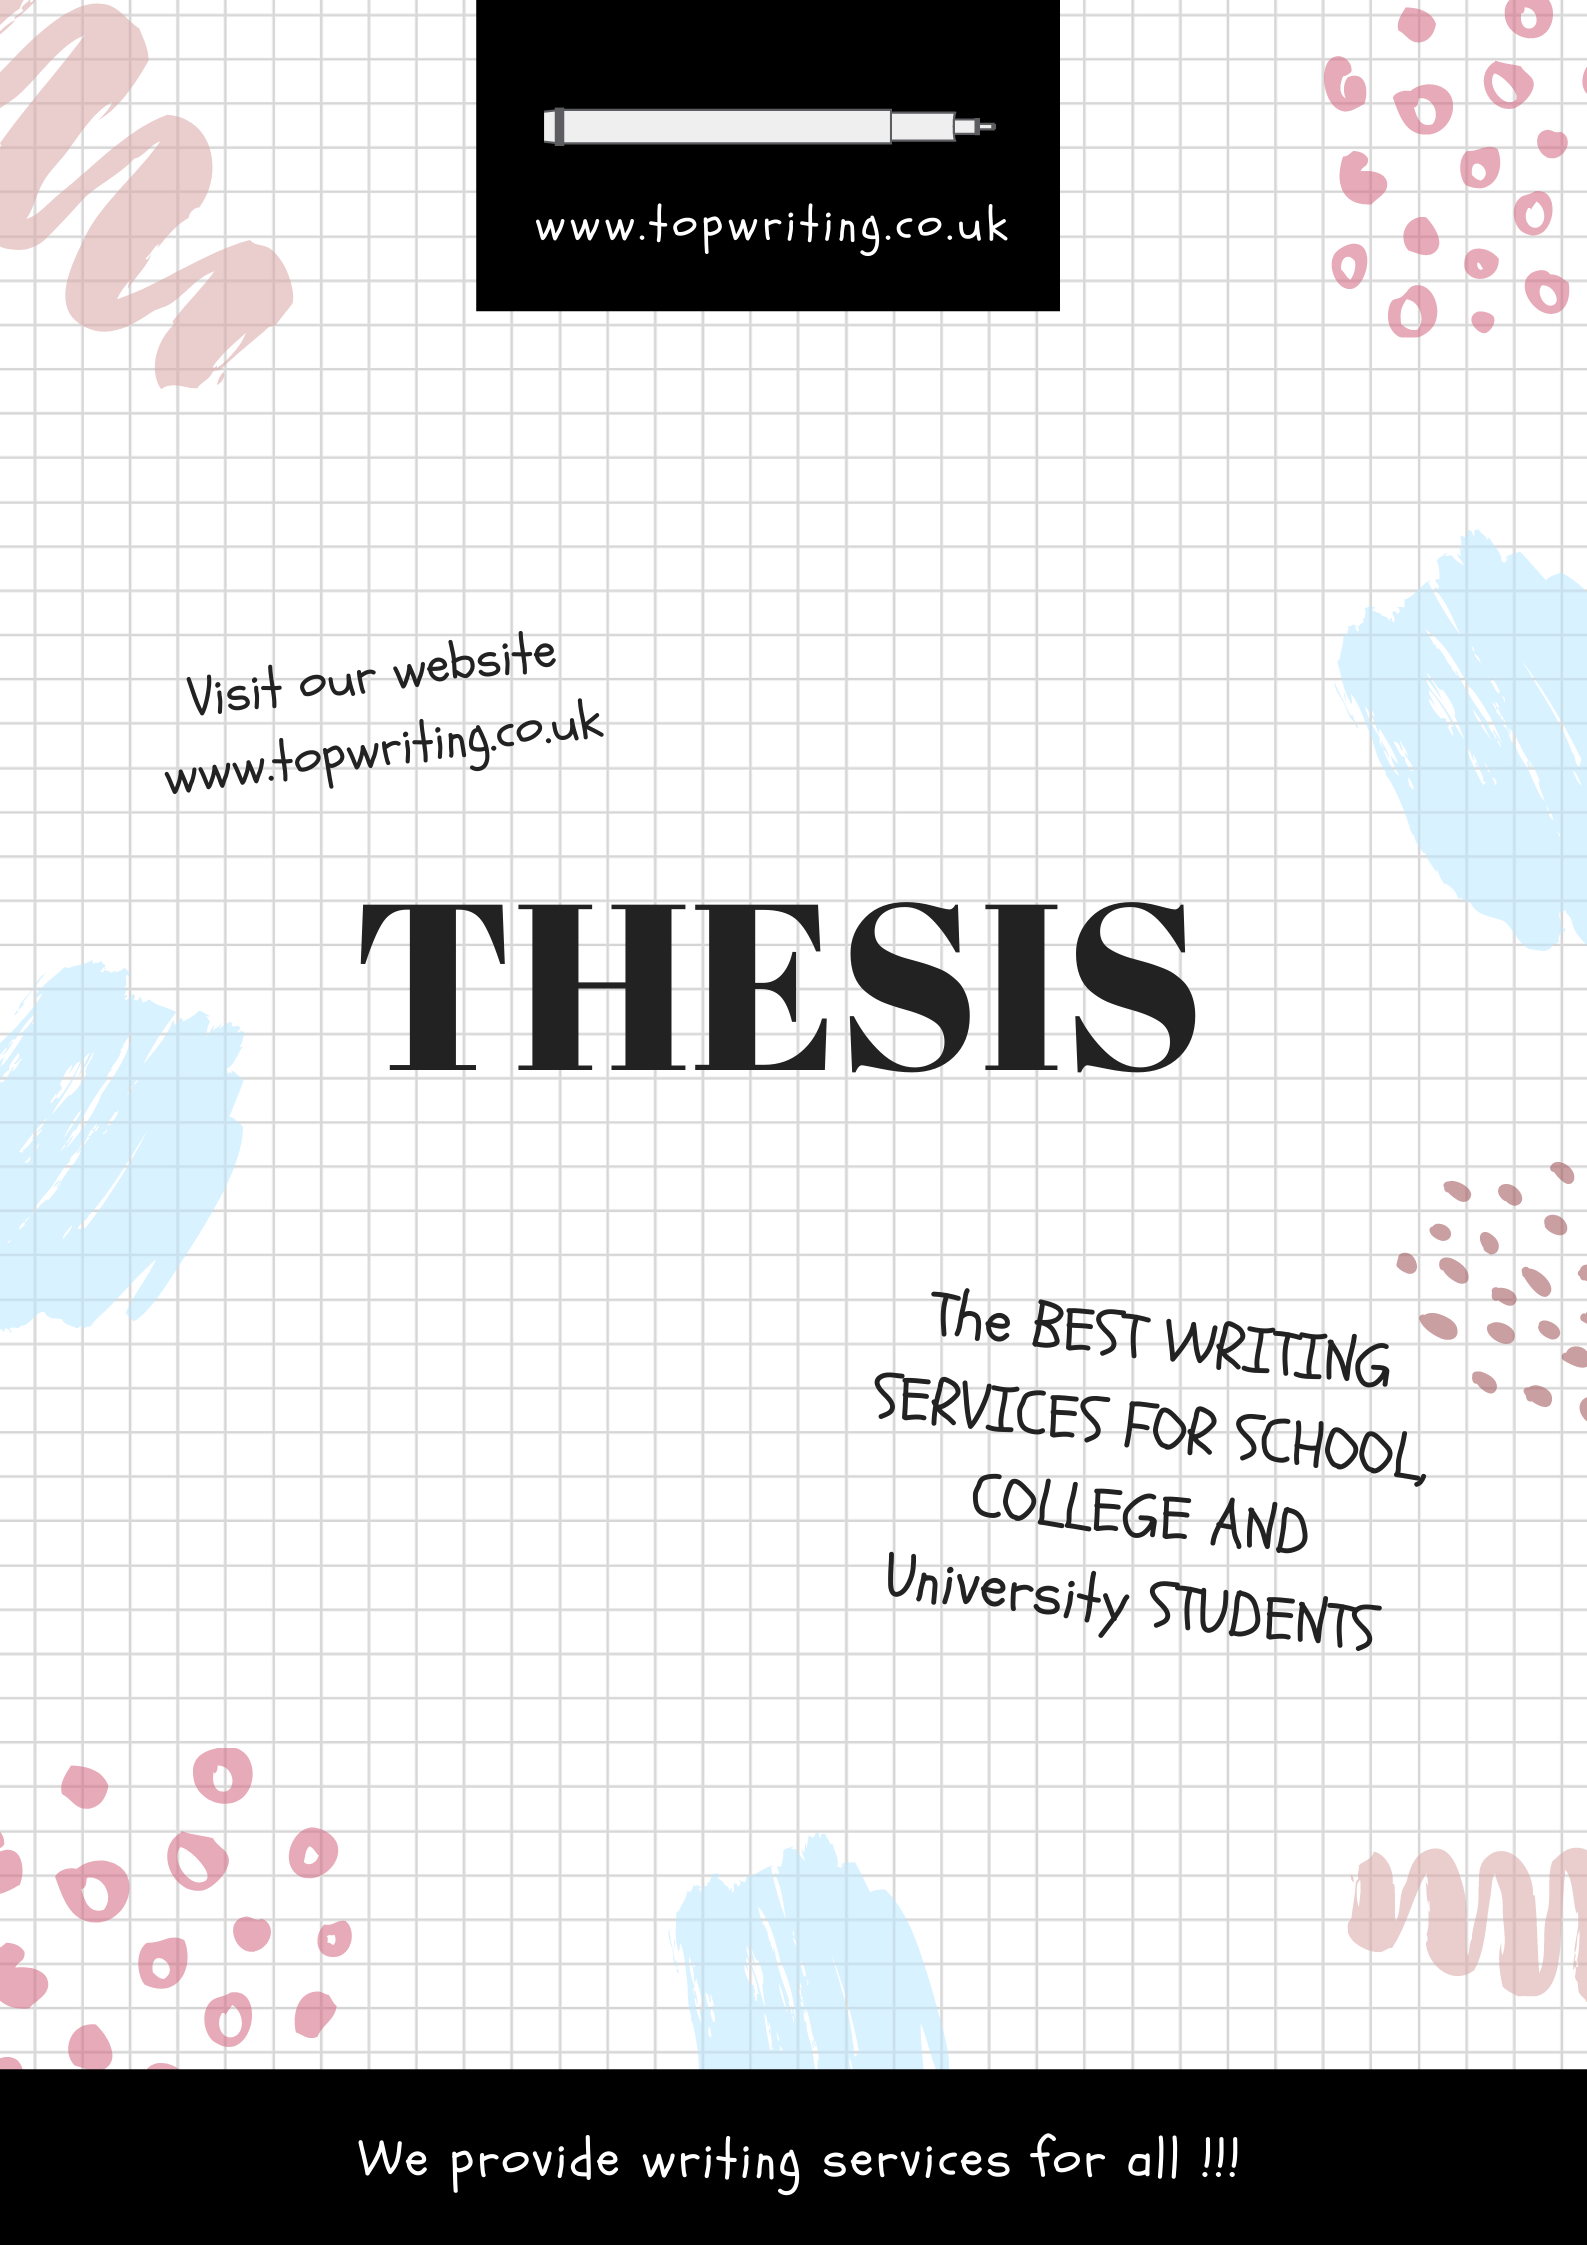 www.topwriting.co.uk
Visit our website
www.topwriting.co.uk
THESIS
The BEST WRITING
SERVICES FOR SCHOOL,
COLLEGE AND
University STUDENTS
We provide writing services for all !!!